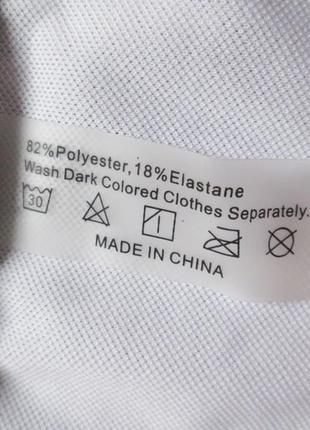 82%Polyester,18%Elastane
Wash Dark Colored Clothes Separately.
30
MADE IN CHINA